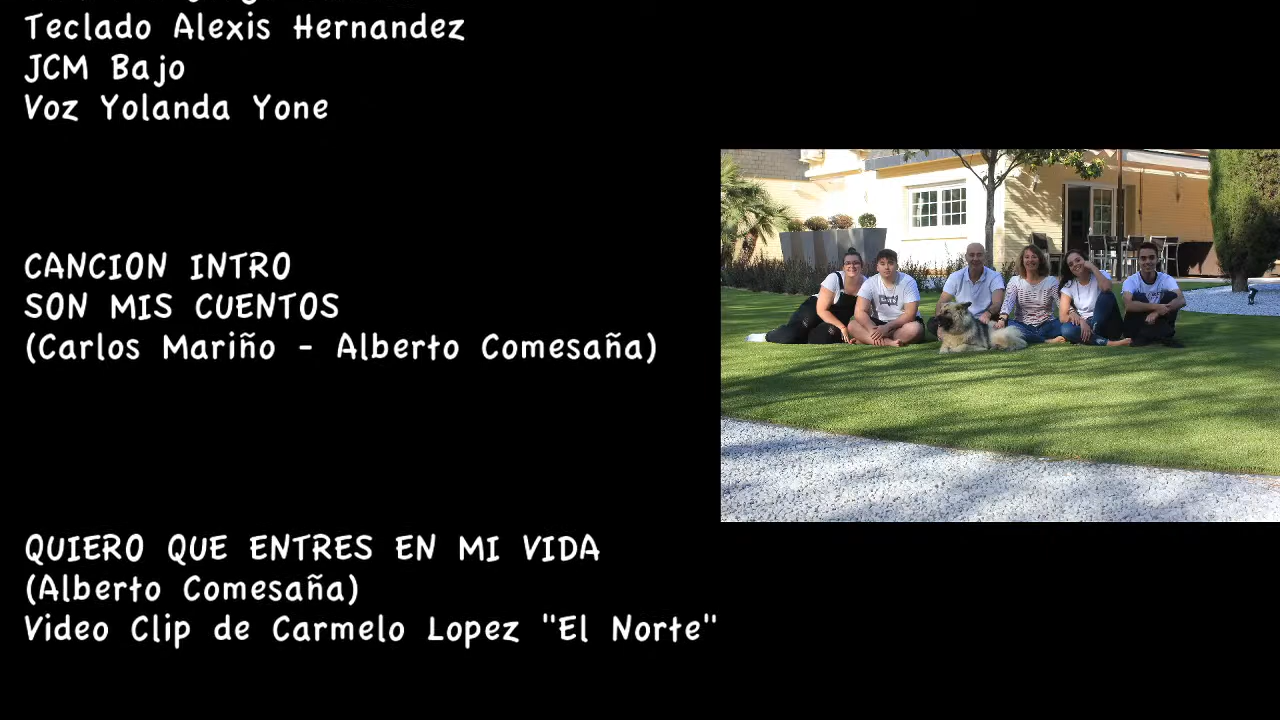 Teclado Alexis Hernandez
JCM Bajo
Voz Yolanda Yone
CANCION INTRO
SON MIS CUENTOS
(Carlos Mariño - Alberto Comesaña)
QUIERO QUE ENTRES EN MI VIDA
(Alberto Comesaña)
Video Clip de Carmelo Lopez "El Norte"